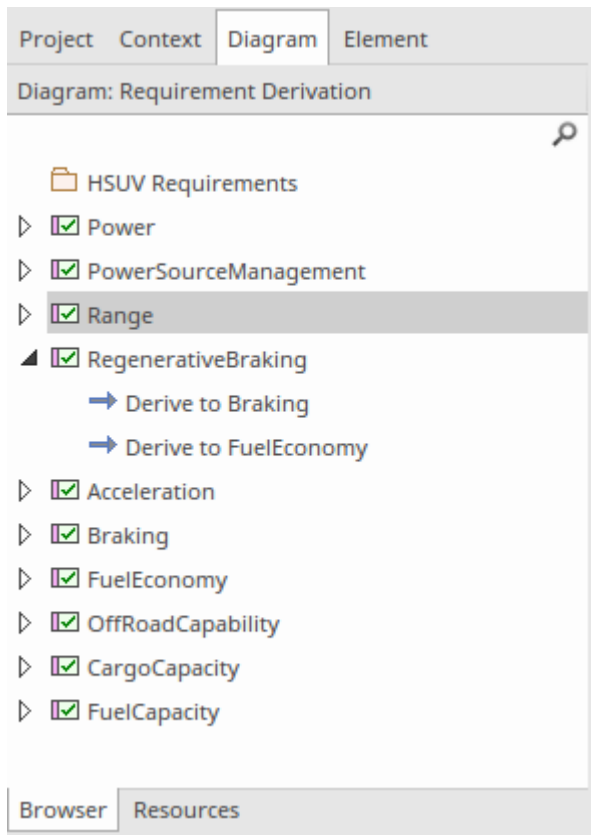 Project Context Diagram Element
Diagram: Requirement Derivation
HSUV Requirements
Power
PowerSourceManagement
Range
RegenerativeBraking
Derive to Braking
Derive to FuelEconomy
Acceleration
Braking
FuelEconomy
OffRoadCapability
CargoCapacity
FuelCapacity
Browser Resources